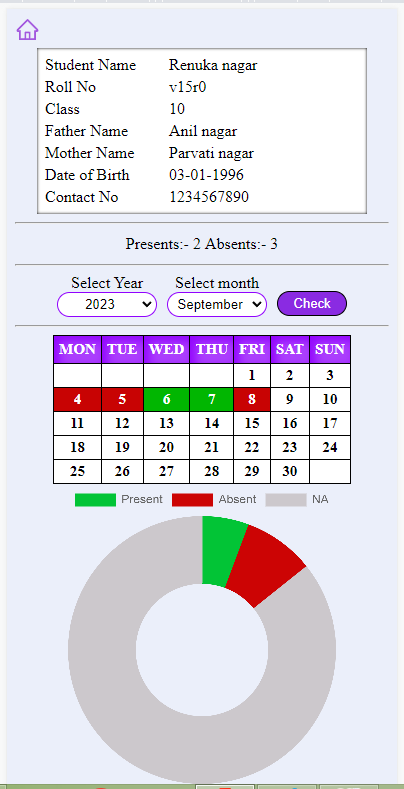 Student Name Renuka nagar
Roll No v15r0
Class 10
Father Name Anil nagar
Mother Name Parvati nagar
Date of Birth 03-01-1996
Contact No 1234567890
Presents:- 2 Absents:- 3
Select Year Select month
2023 September Check
MON TUE WED THU FRI SAT SUN
1 2 3
4 5 6 7 8 9 10
11 12 13 14 15 16 17
18 19 20 21 22 23 24
25 26 27 28 29 30
Present Absent NA